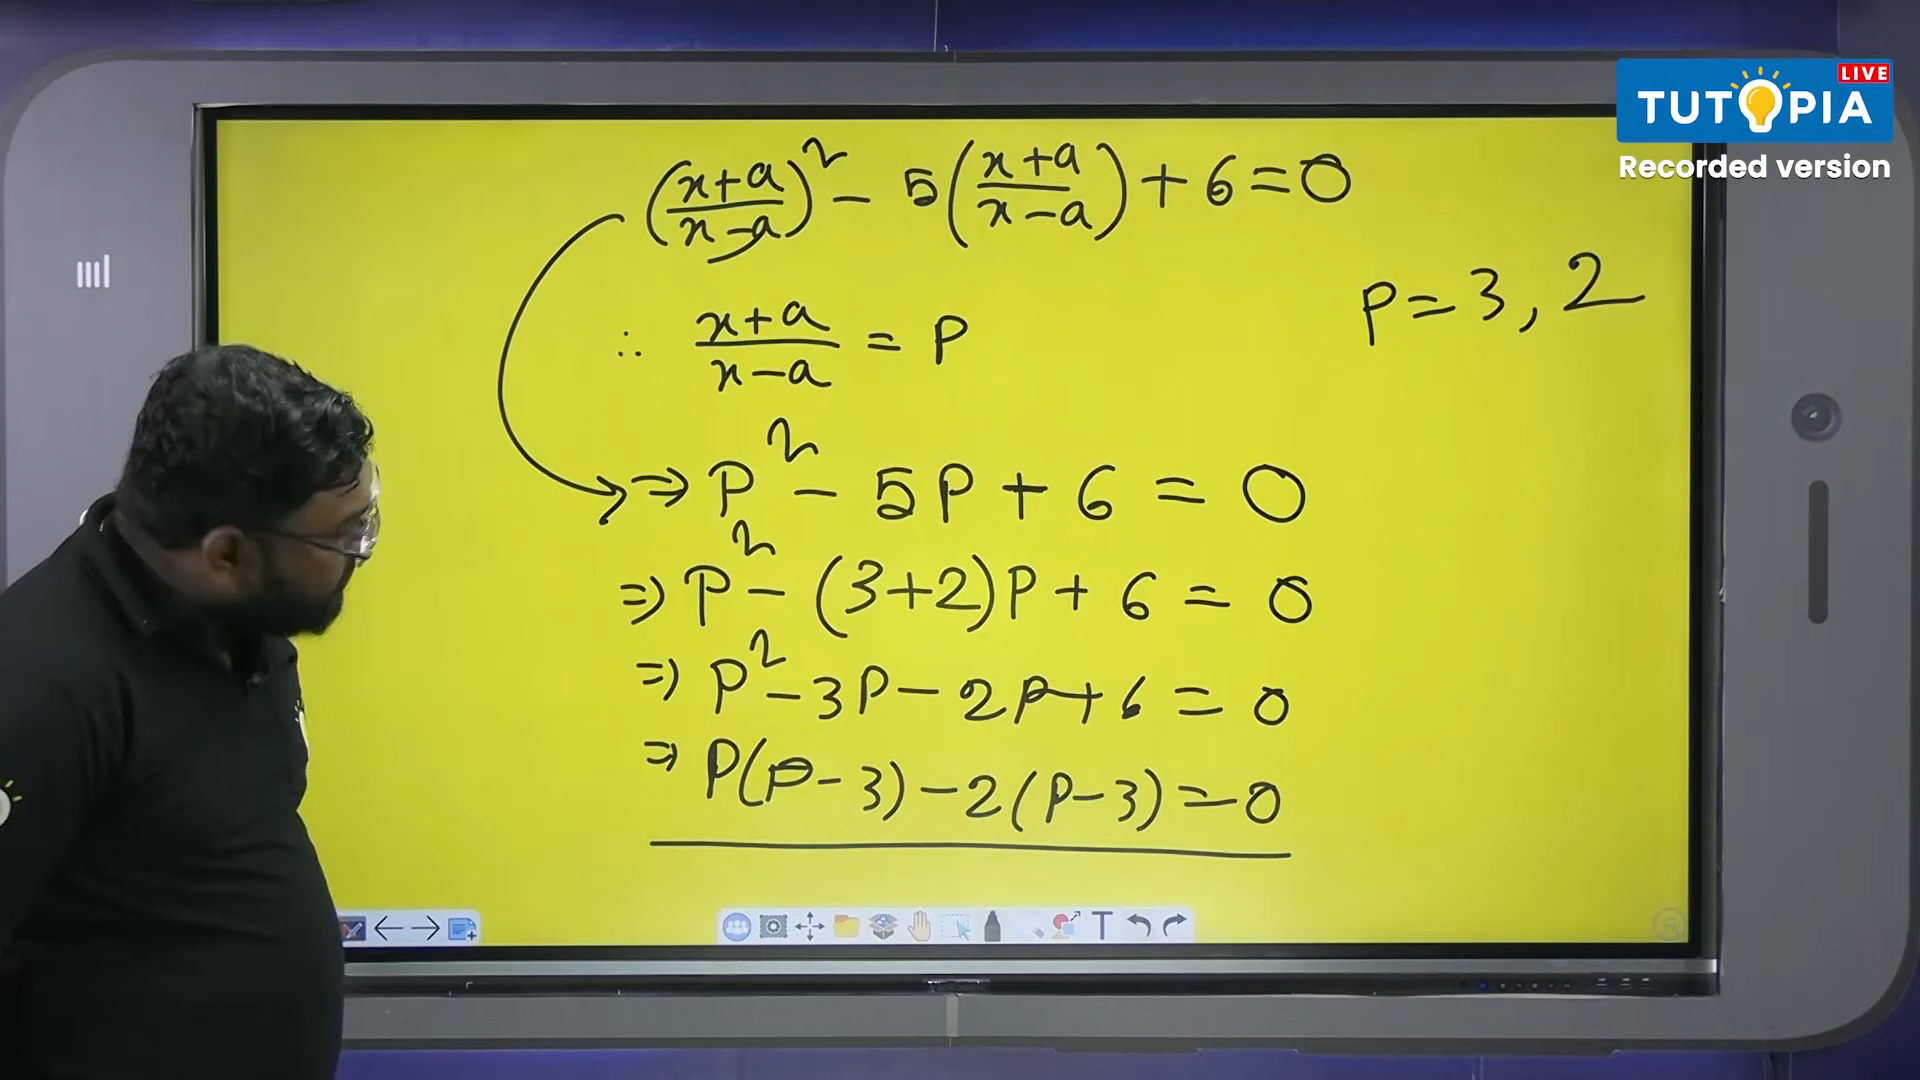 LIVE
TUTOPIA
Recorded version
(x+a/x-a)² - 5(x+a/x-a) + 6 = 0
P = 3, 2
∴ x+a/x-a = P
⇒ P² - 5P + 6 = 0
⇒ P² - (3+2)P + 6 = 0
⇒ P² - 3P - 2P + 6 = 0
⇒ P(P-3) - 2(P-3) = 0
T